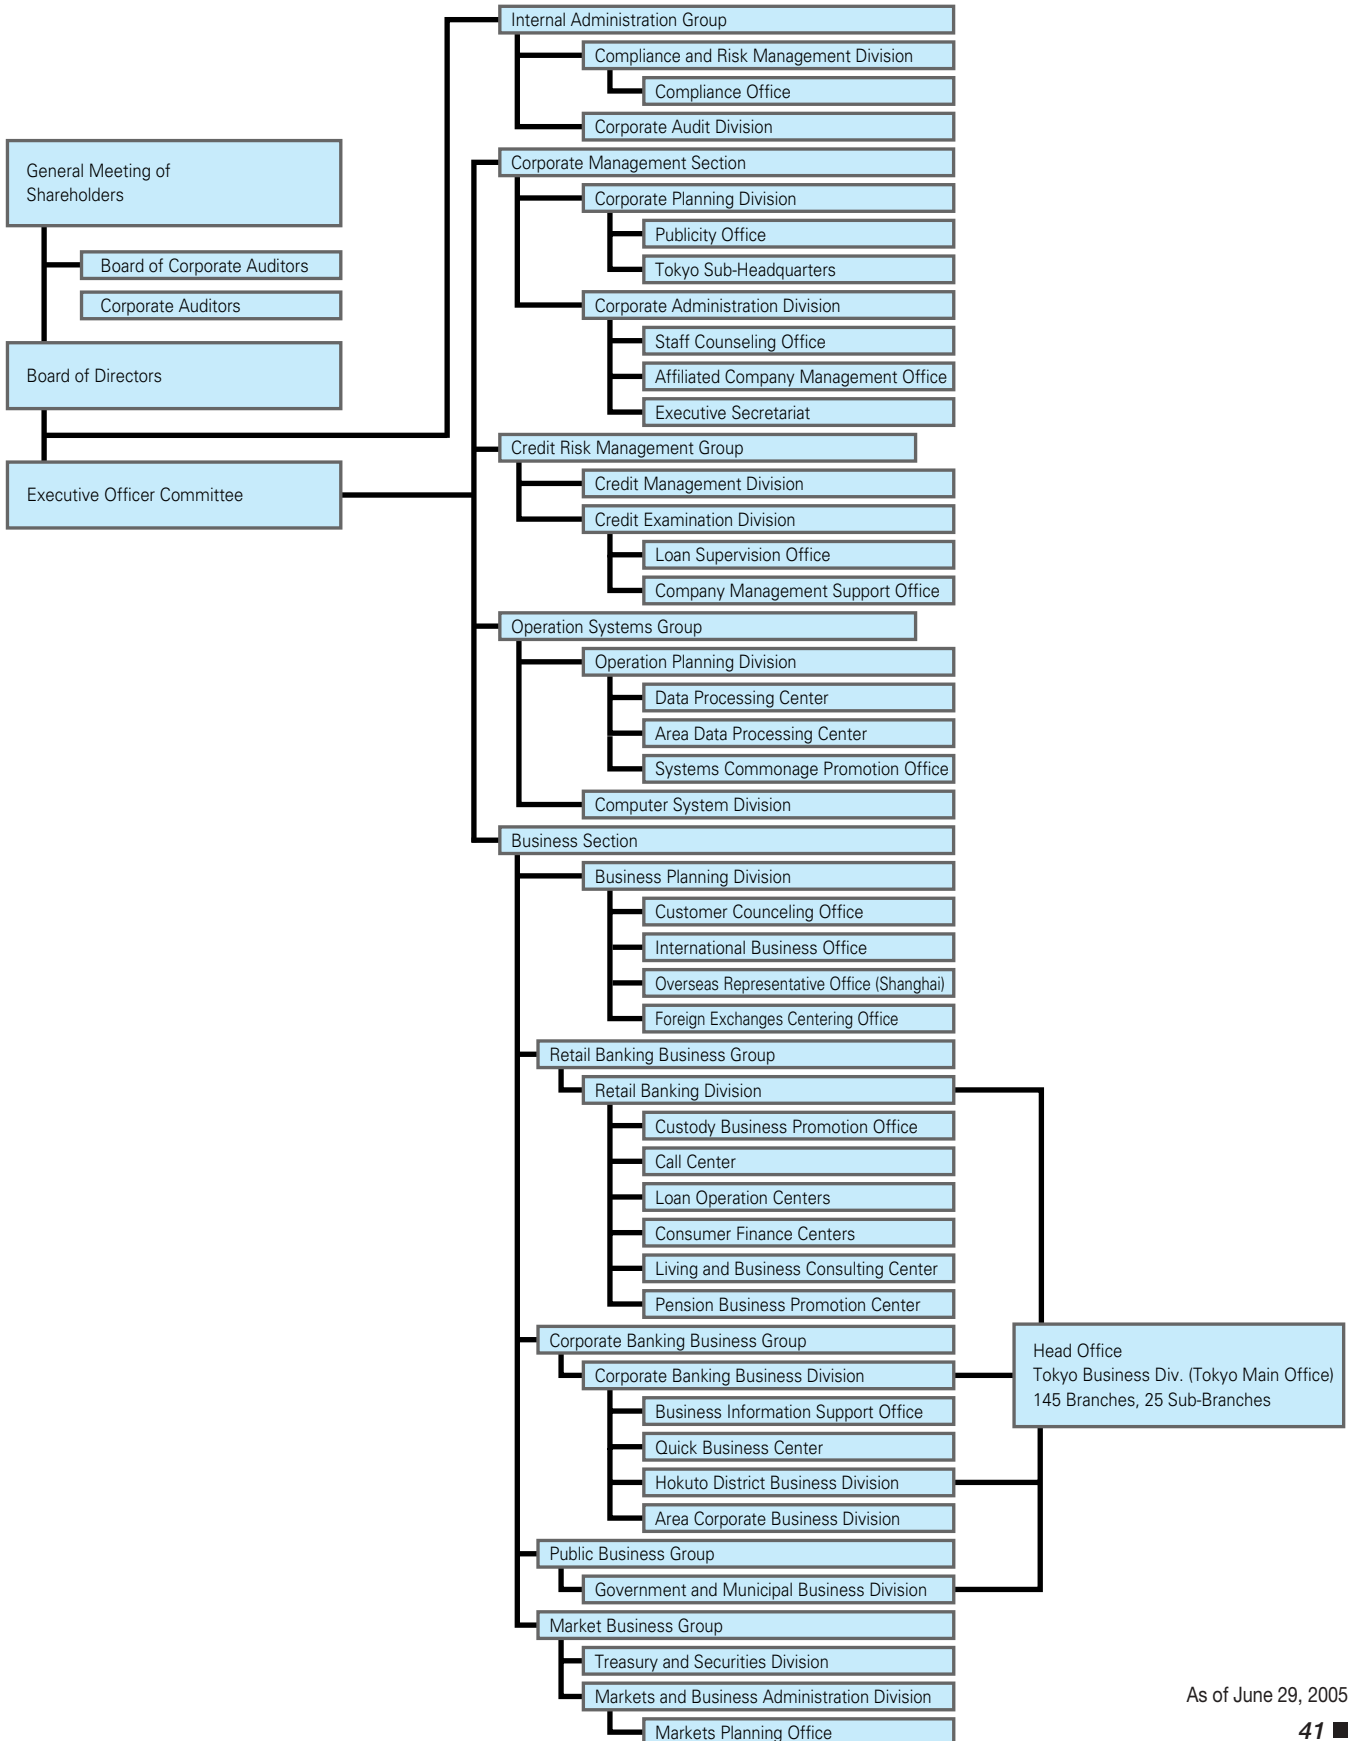 General Meeting of
Shareholders
Board of Corporate Auditors
Corporate Auditors
Board of Directors
Executive Officer Committee
Internal Administration Group
Compliance and Risk Management Division
Compliance Office
Corporate Audit Division
Corporate Management Section
Corporate Planning Division
Publicity Office
Tokyo Sub-Headquarters
Corporate Administration Division
Staff Counseling Office
Affiliated Company Management Office
Executive Secretariat
Credit Risk Management Group
Credit Management Division
Credit Examination Division
Loan Supervision Office
Company Management Support Office
Operation Systems Group
Operation Planning Division
Data Processing Center
Area Data Processing Center
Systems Commonage Promotion Office
Computer System Division
Business Section
Business Planning Division
Customer Counceling Office
International Business Office
Overseas Representative Office (Shanghai)
Foreign Exchanges Centering Office
Retail Banking Business Group
Retail Banking Division
Custody Business Promotion Office
Call Center
Loan Operation Centers
Consumer Finance Centers
Living and Business Consulting Center
Pension Business Promotion Center
Corporate Banking Business Group
Corporate Banking Business Division
Business Information Support Office
Quick Business Center
Hokuto District Business Division
Area Corporate Business Division
Public Business Group
Government and Municipal Business Division
Market Business Group
Treasury and Securities Division
Markets and Business Administration Division
Markets Planning Office
Head Office
Tokyo Business Div. (Tokyo Main Office)
145 Branches, 25 Sub-Branches
As of June 29, 2005
41